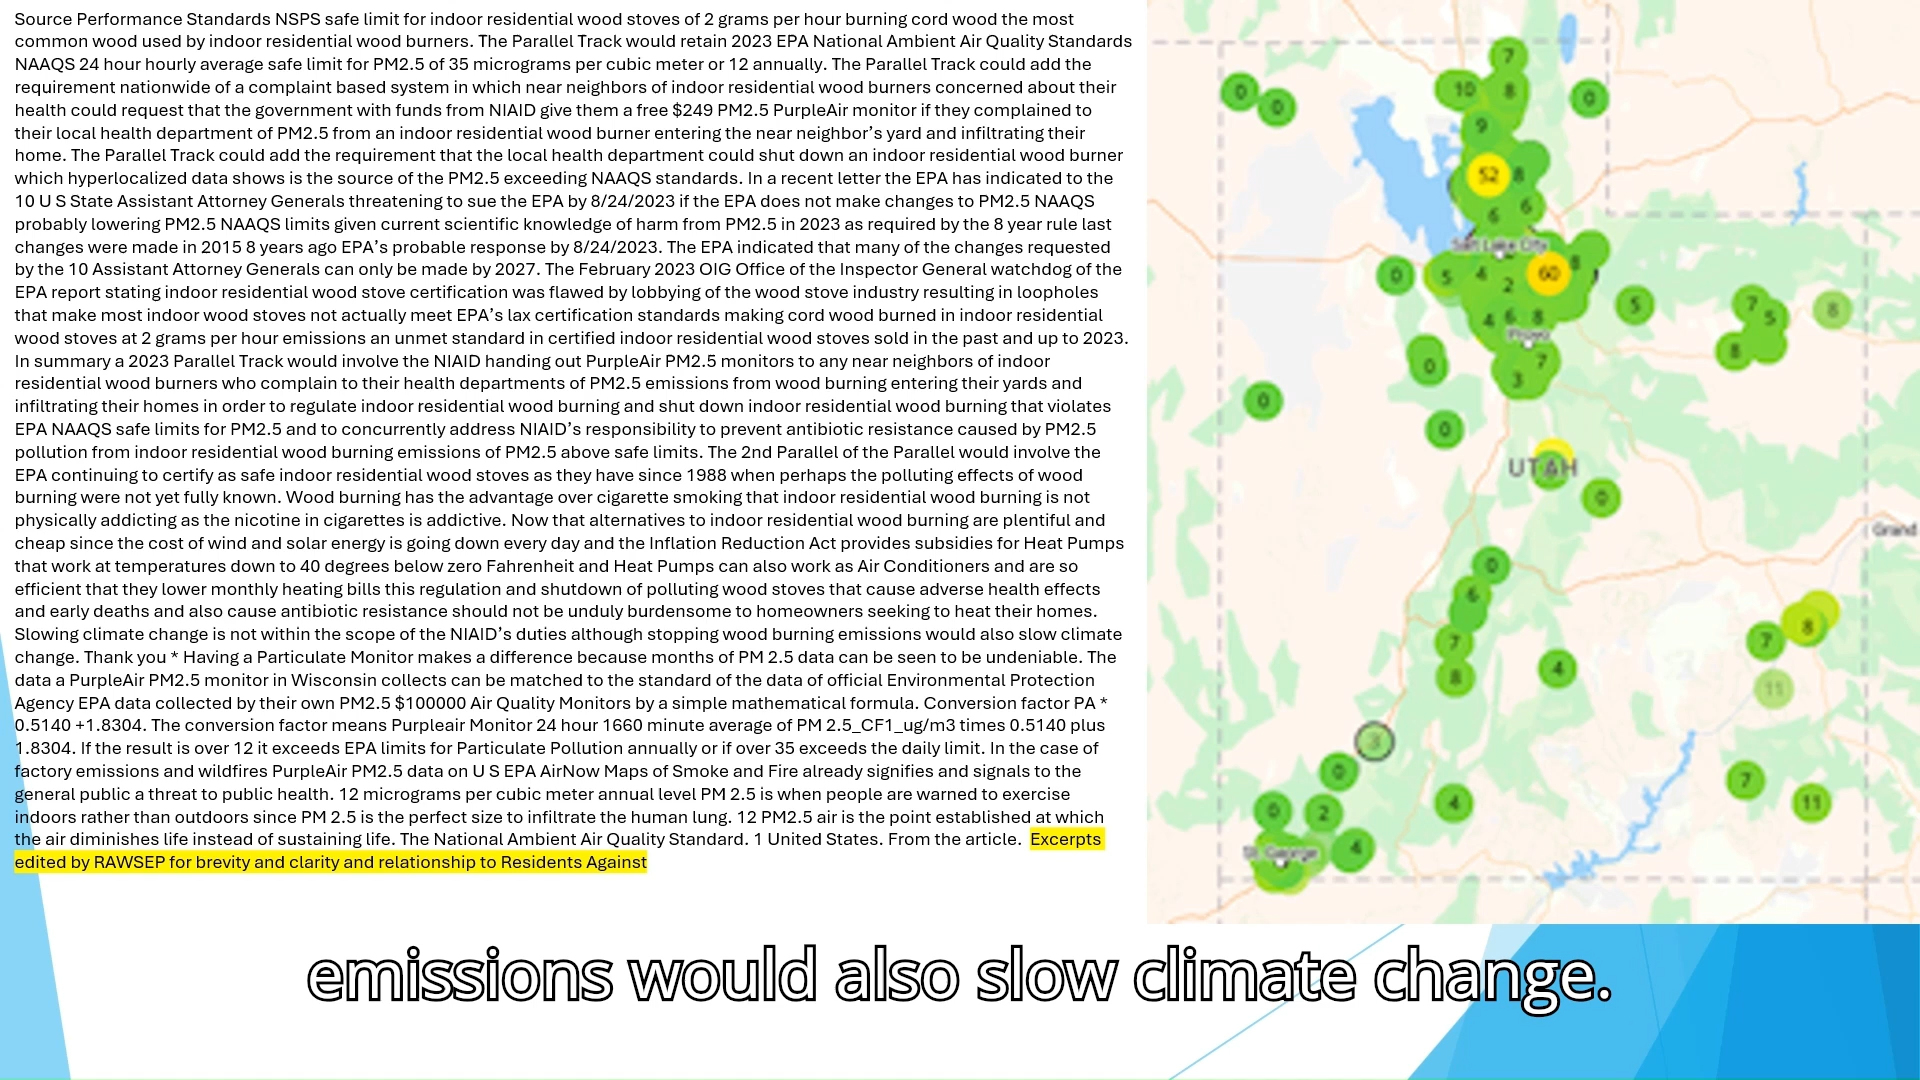 Source Performance Standards NSPS safe limit for indoor residential wood stoves of 2 grams per hour burning cord wood the most
common wood used by indoor residential wood burners. The Parallel Track would retain 2023 EPA National Ambient Air Quality Standards
NAAQS 24 hour hourly average safe limit for PM2.5 of 35 micrograms per cubic meter or 12 annually. The Parallel Track could add the
requirement nationwide of a complaint based system in which near neighbors of indoor residential wood burners concerned about their
health could request that the government with funds from NIAID give them a free $249 PM2.5 PurpleAir monitor if they complained to
their local health department of PM2.5 from an indoor residential wood burner entering the near neighbor’s yard and infiltrating their
home. The Parallel Track could add the requirement that the local health department could shut down an indoor residential wood burner
which hyperlocalized data shows is the source of the PM2.5 exceeding NAAQS standards. In a recent letter the EPA has indicated to the
10 U S State Assistant Attorney Generals threatening to sue the EPA by 8/24/2023 if the EPA does not make changes to PM2.5 NAAQS
probably lowering PM2.5 NAAQS limits given current scientific knowledge of harm from PM2.5 in 2023 as required by the 8 year rule last
changes were made in 2015 8 years ago EPA’s probable response by 8/24/2023. The EPA indicated that many of the changes requested
by the 10 Assistant Attorney Generals can only be made by 2027. The February 2023 OIG Office of the Inspector General watchdog of the
EPA report stating indoor residential wood stove certification was flawed by lobbying of the wood stove industry resulting in loopholes
that make most indoor wood stoves not actually meet EPA’s lax certification standards making cord wood burned in indoor residential
wood stoves at 2 grams per hour emissions an unmet standard in certified indoor residential wood stoves sold in the past and up to 2023.
In summary a 2023 Parallel Track would involve the NIAID handing out PurpleAir PM2.5 monitors to any near neighbors of indoor
residential wood burners who complain to their health departments of PM2.5 emissions from wood burning entering their yards and
infiltrating their homes in order to regulate indoor residential wood burning and shut down indoor residential wood burning that violates
EPA NAAQS safe limits for PM2.5 and to concurrently address NIAID’s responsibility to prevent antibiotic resistance caused by PM2.5
pollution from indoor residential wood burning emissions of PM2.5 above safe limits. The 2nd Parallel of the Parallel would involve the
EPA continuing to certify as safe indoor residential wood stoves as they have since 1988 when perhaps the polluting effects of wood
burning were not yet fully known. Wood burning has the advantage over cigarette smoking that indoor residential wood burning is not
physically addicting as the nicotine in cigarettes is addictive. Now that alternatives to indoor residential wood burning are plentiful and
cheap since the cost of wind and solar energy is going down every day and the Inflation Reduction Act provides subsidies for Heat Pumps
that work at temperatures down to 40 degrees below zero Fahrenheit and Heat Pumps can also work as Air Conditioners and are so
efficient that they lower monthly heating bills this regulation and shutdown of polluting wood stoves that cause adverse health effects
and early deaths and also cause antibiotic resistance should not be unduly burdensome to homeowners seeking to heat their homes.
Slowing climate change is not within the scope of the NIAID’s duties although stopping wood burning emissions would also slow climate
change. Thank you * Having a Particulate Monitor makes a difference because months of PM 2.5 data can be seen to be undeniable. The
data a PurpleAir PM2.5 monitor in Wisconsin collects can be matched to the standard of the data of official Environmental Protection
Agency EPA data collected by their own PM2.5 $100000 Air Quality Monitors by a simple mathematical formula. Conversion factor PA *
0.5140 +1.8304. The conversion factor means Purpleair Monitor 24 hour 1660 minute average of PM 2.5_CF1_ug/m3 times 0.5140 plus
1.8304. If the result is over 12 it exceeds EPA limits for Particulate Pollution annually or if over 35 exceeds the daily limit. In the case of
factory emissions and wildfires PurpleAir PM2.5 data on U S EPA AirNow Maps of Smoke and Fire already signifies and signals to the
general public a threat to public health. 12 micrograms per cubic meter annual level PM 2.5 is when people are warned to exercise
indoors rather than outdoors since PM 2.5 is the perfect size to infiltrate the human lung. 12 PM2.5 air is the point established at which
the air diminishes life instead of sustaining life. The National Ambient Air Quality Standard. 1 United States. From the article. Excerpts
edited by RAWSEP for brevity and clarity and relationship to Residents Against
7
0 10 8 0
0
9
52 8
6 6
Salt Lake City
0 5 4 2 60 8
5 7 5 8
4 6 8
Provo
8
0 7
3
0
0
UTAH
0
Grand
0
6
7 7 8
8 4
11
3
0 7
0 2 4 11
St. George 4
emissions would also slow climate change.